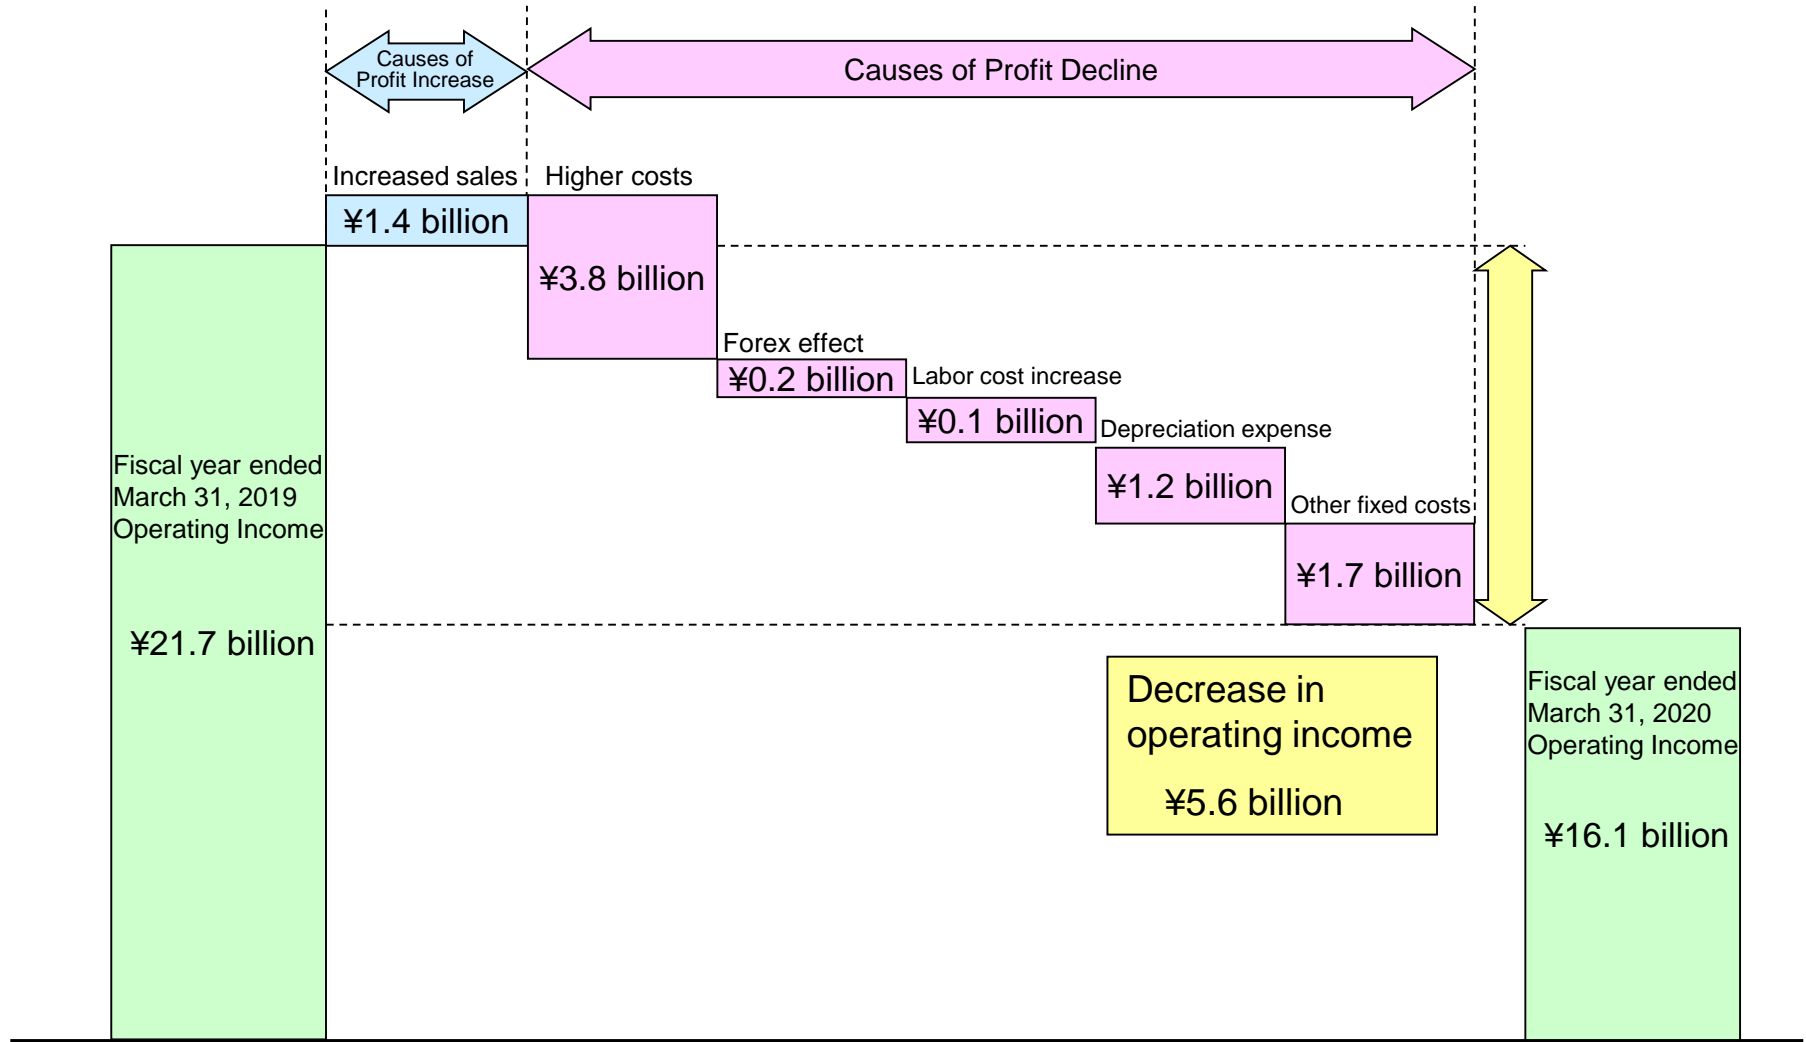 Causes of
Profit Increase
Causes of Profit Decline
Increased sales
¥1.4 billion
Higher costs
¥3.8 billion
Forex effect
¥0.2 billion
Labor cost increase
¥0.1 billion
Depreciation expense
¥1.2 billion
Other fixed costs
¥1.7 billion
Fiscal year ended
March 31, 2019
Operating Income
¥21.7 billion
Decrease in
operating income
¥5.6 billion
Fiscal year ended
March 31, 2020
Operating Income
¥16.1 billion